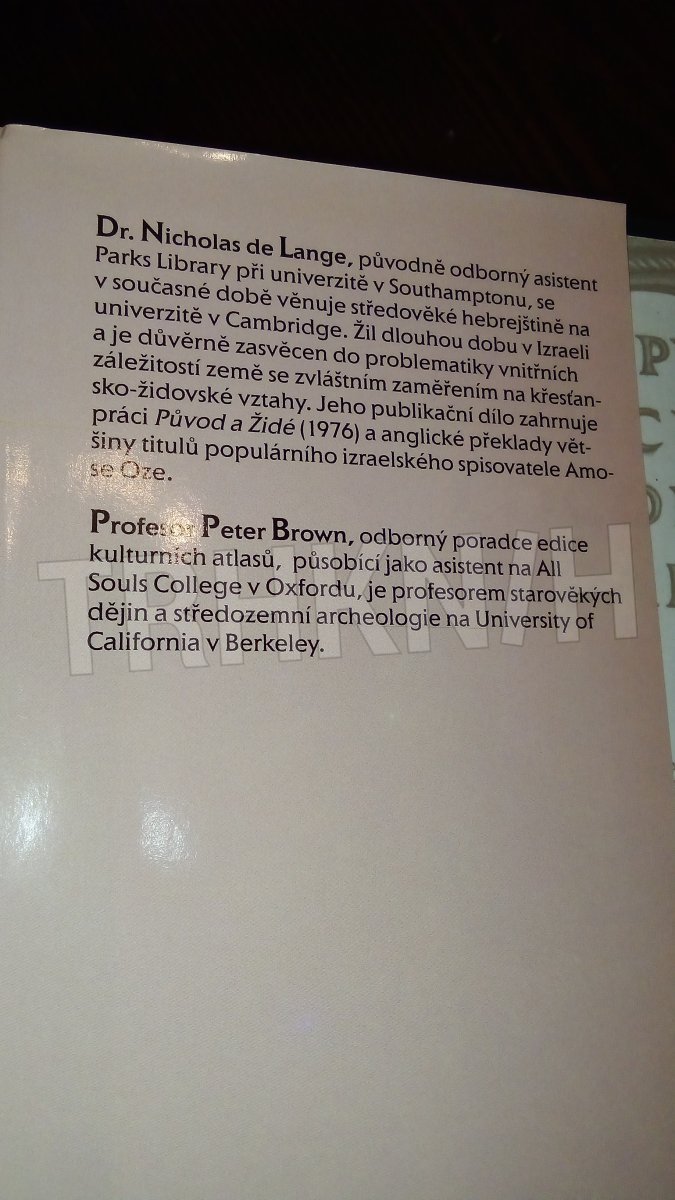 Dr. Nicholas de Lange, původně odborný asistent
Parks Library při univerzitě v Southamptonu, se
v současné době věnuje středověké hebrejštině na
univerzitě v Cambridge. Žil dlouhou dobu v Izraeli
a je důvěrně zasvěcen do problematiky vnitřních
záležitostí země se zvláštním zaměřením na křesťan-
sko-židovské vztahy. Jeho publikační dílo zahrnuje
práci Původ a Židé (1976) a anglické překlady vět-
šiny titulů populárního izraelského spisovatele Amo-
se Oze.
Profesor Peter Brown, odborný poradce edice
kulturních atlasů, působící jako asistent na All
Souls College v Oxfordu, je profesorem starověkých
dějin a středozemní archeologie na University of
California v Berkeley.